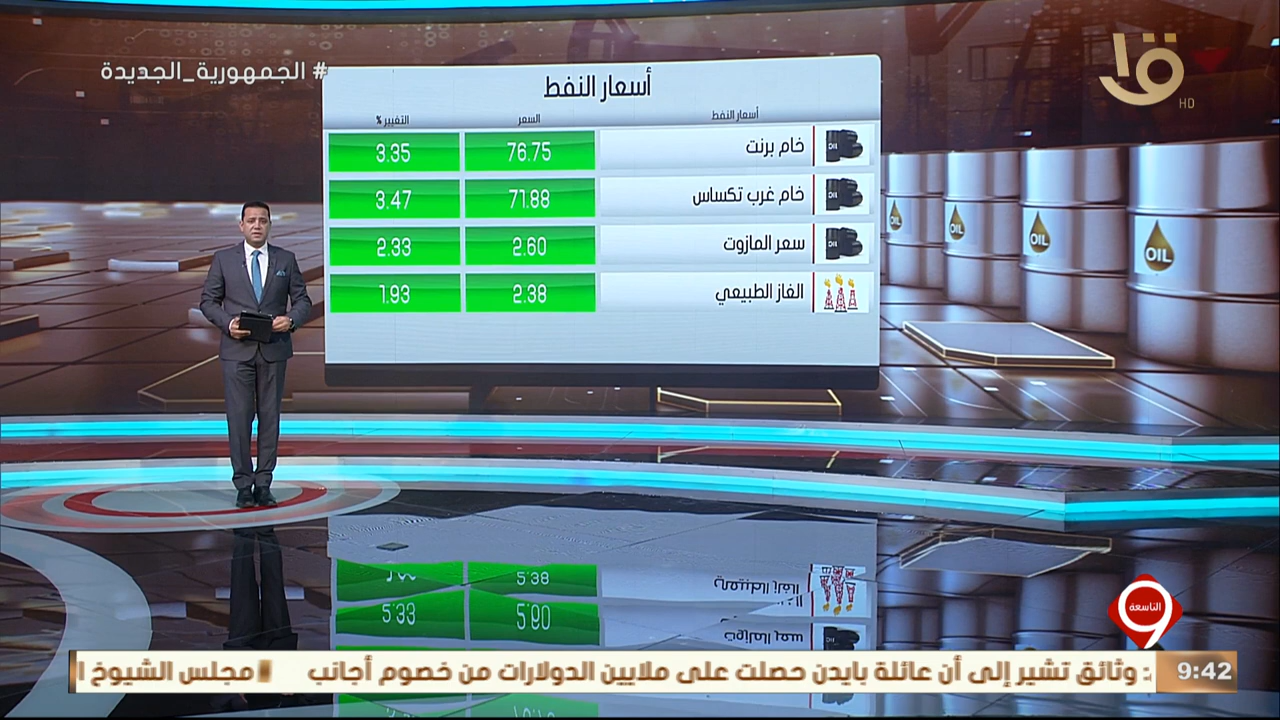 #الجمهورية_الجديدة
HD
أسعار النفط
أسعار النفط السعر التغيير %
خام برنت 76.75 3.35
خام غرب تكساس 71.88 3.47
سعر المازوت 2.60 2.33
الغاز الطبيعي 2.38 1.93
OIL
OIL
OIL
OIL
OIL
OIL
OIL
التاسعة
9
9:42 : وثائق تشير إلى أن عائلة بايدن حصلت على ملايين الدولارات من خصوم أجانب مجلس الشيوخ